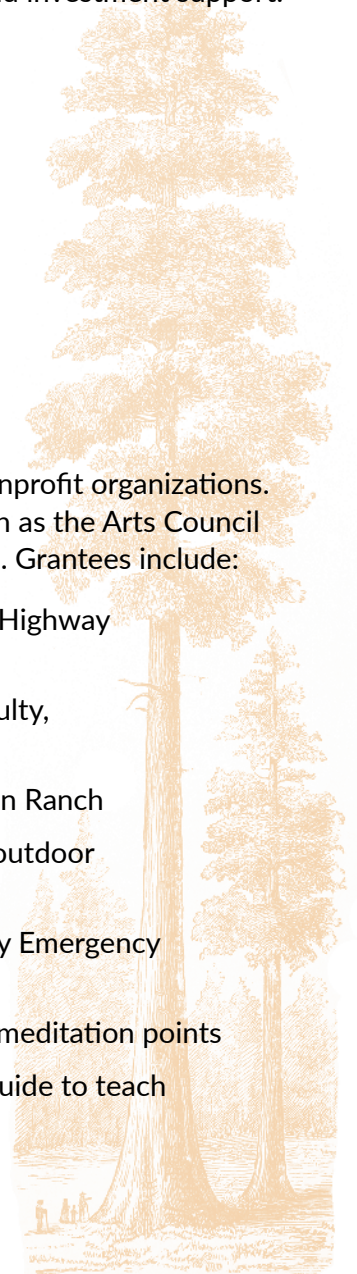 investment support.
nprofit organizations.
as the Arts Council
. Grantees include:
Highway
ulty,
n Ranch
outdoor
y Emergency
meditation points
uide to teach